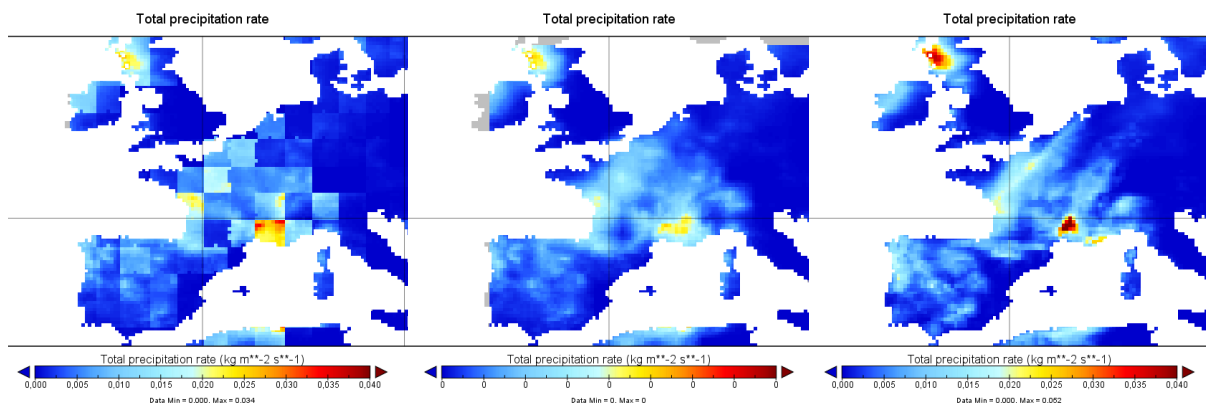 Total precipitation rate
Total precipitation rate
Total precipitation rate
Total precipitation rate (kg m**-2 s**-1)
0,000 0,005 0,010 0,015 0,020 0,025 0,030 0,035 0,040
Data Min = 0.000, Max = 0.034
Total precipitation rate (kg m**-2 s**-1)
0 0 0 0 0 0 0 0 0
Data Min = 0, Max = 0
Total precipitation rate (kg m**-2 s**-1)
0,000 0,005 0,010 0,015 0,020 0,025 0,030 0,035 0,040
Data Min = 0.000, Max = 0.052